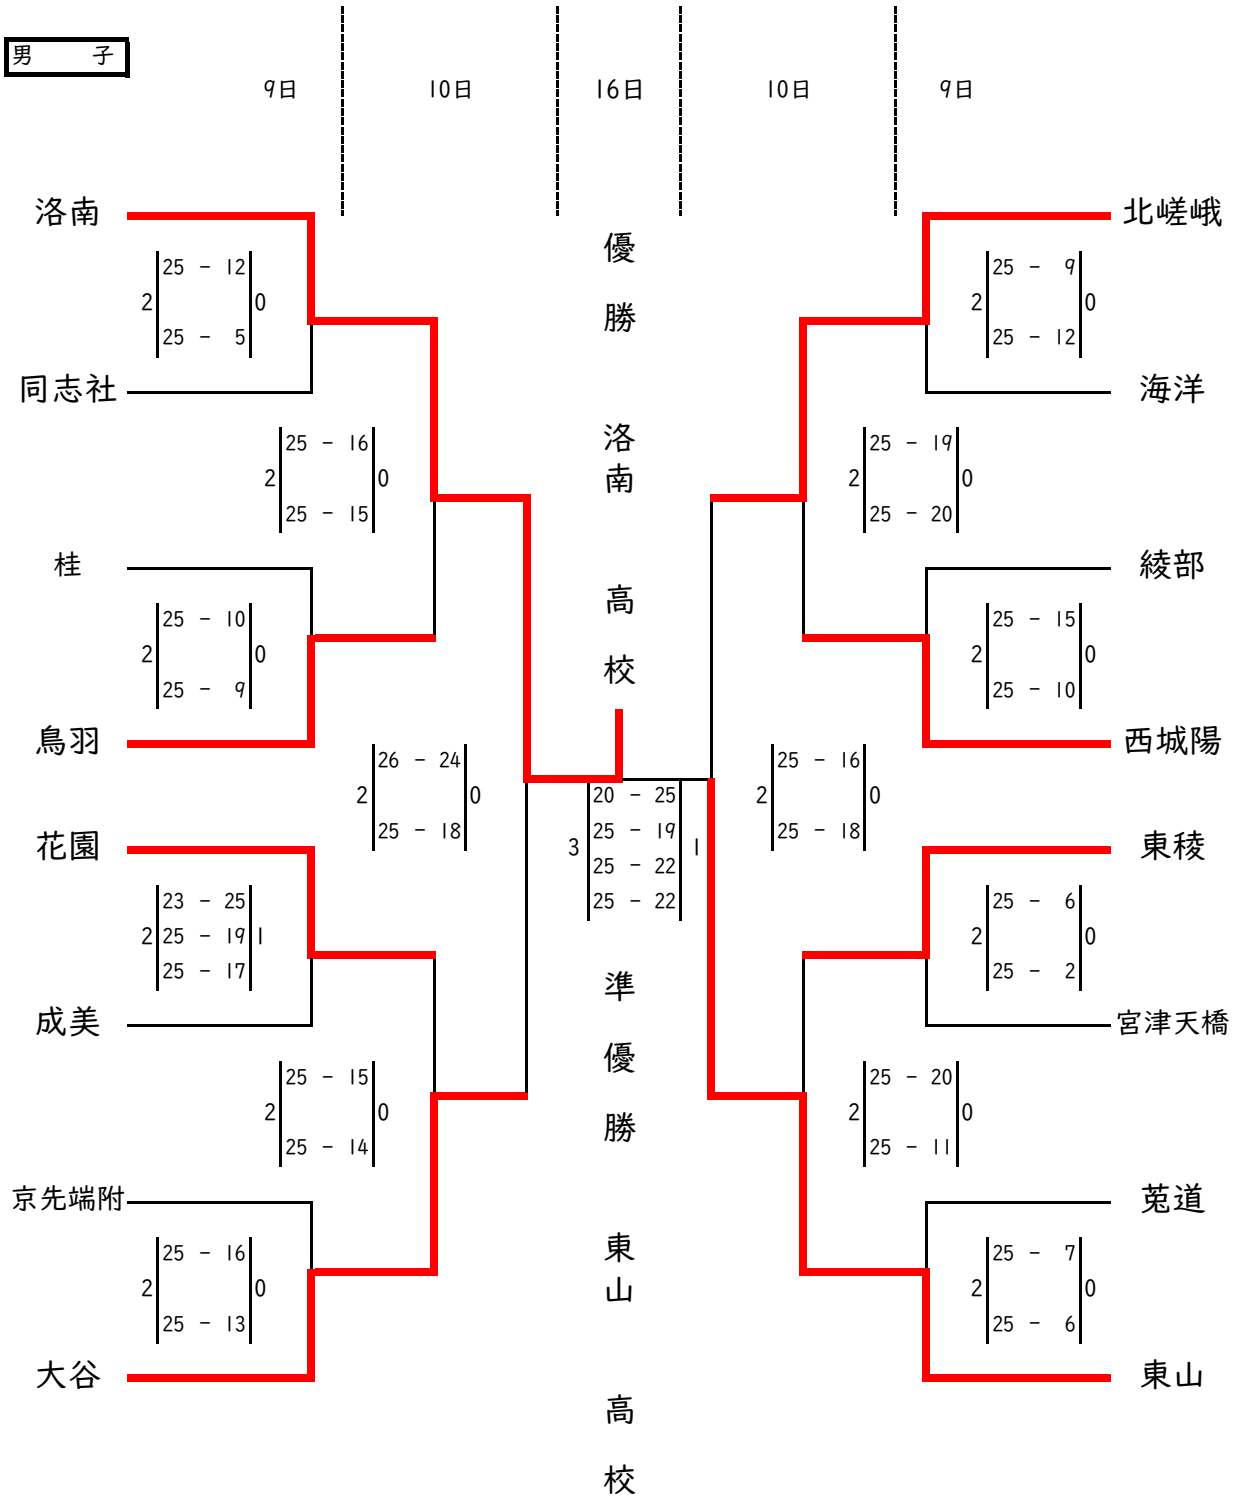 男 子
9日 10日 16日 10日 9日
洛南
25 - 12
2 0
25 - 5
同志社
25 - 16
2 0
25 - 15
桂
25 - 10
2 0
25 - 9
鳥羽
26 - 24
2 0
25 - 18
花園
23 - 25
2 25 - 19 1
25 - 17
成美
25 - 15
2 0
25 - 14
京先端附
25 - 16
2 0
25 - 13
大谷
優勝
洛南
高校
20 - 25
25 - 19
3 1
25 - 22
25 - 22
準優勝
東山
高校
北嵯峨
25 - 9
2 0
25 - 12
海洋
25 - 19
2 0
25 - 20
綾部
25 - 15
2 0
25 - 10
西城陽
25 - 16
2 0
25 - 18
東稜
25 - 6
2 0
25 - 2
宮津天橋
25 - 20
2 0
25 - 11
莵道
25 - 7
2 0
25 - 6
東山